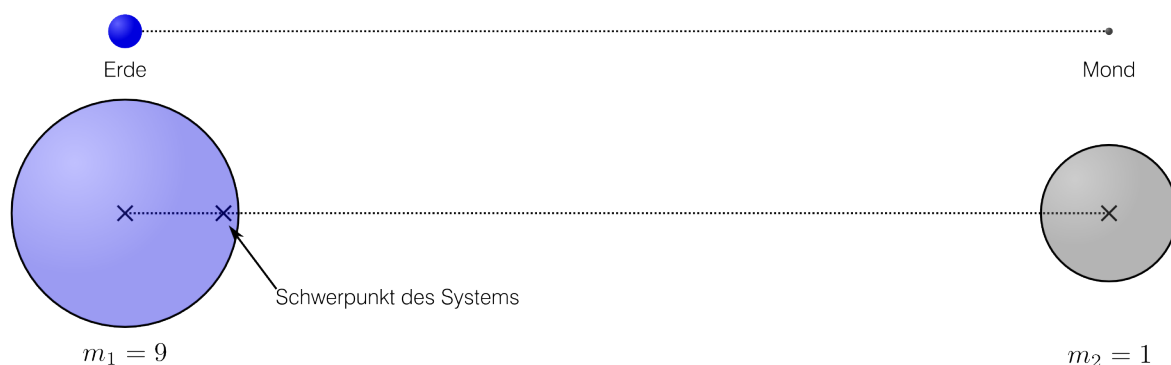 Erde
Mond
Schwerpunkt des Systems
m₁ = 9
m₂ = 1